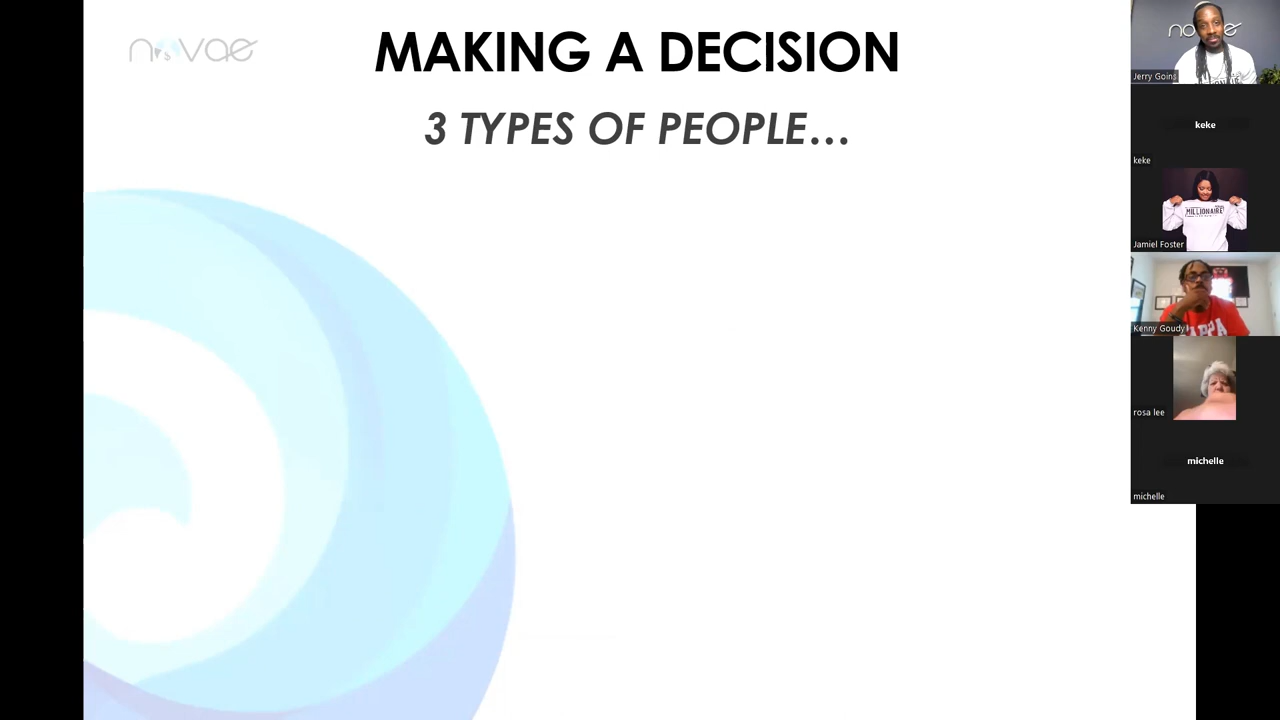 novae
MAKING A DECISION
3 TYPES OF PEOPLE...
Jerry Goins
keke
keke
MILLIONAIRE
Jamiel Foster
Kenny Goudy
rosa lee
michelle
michelle